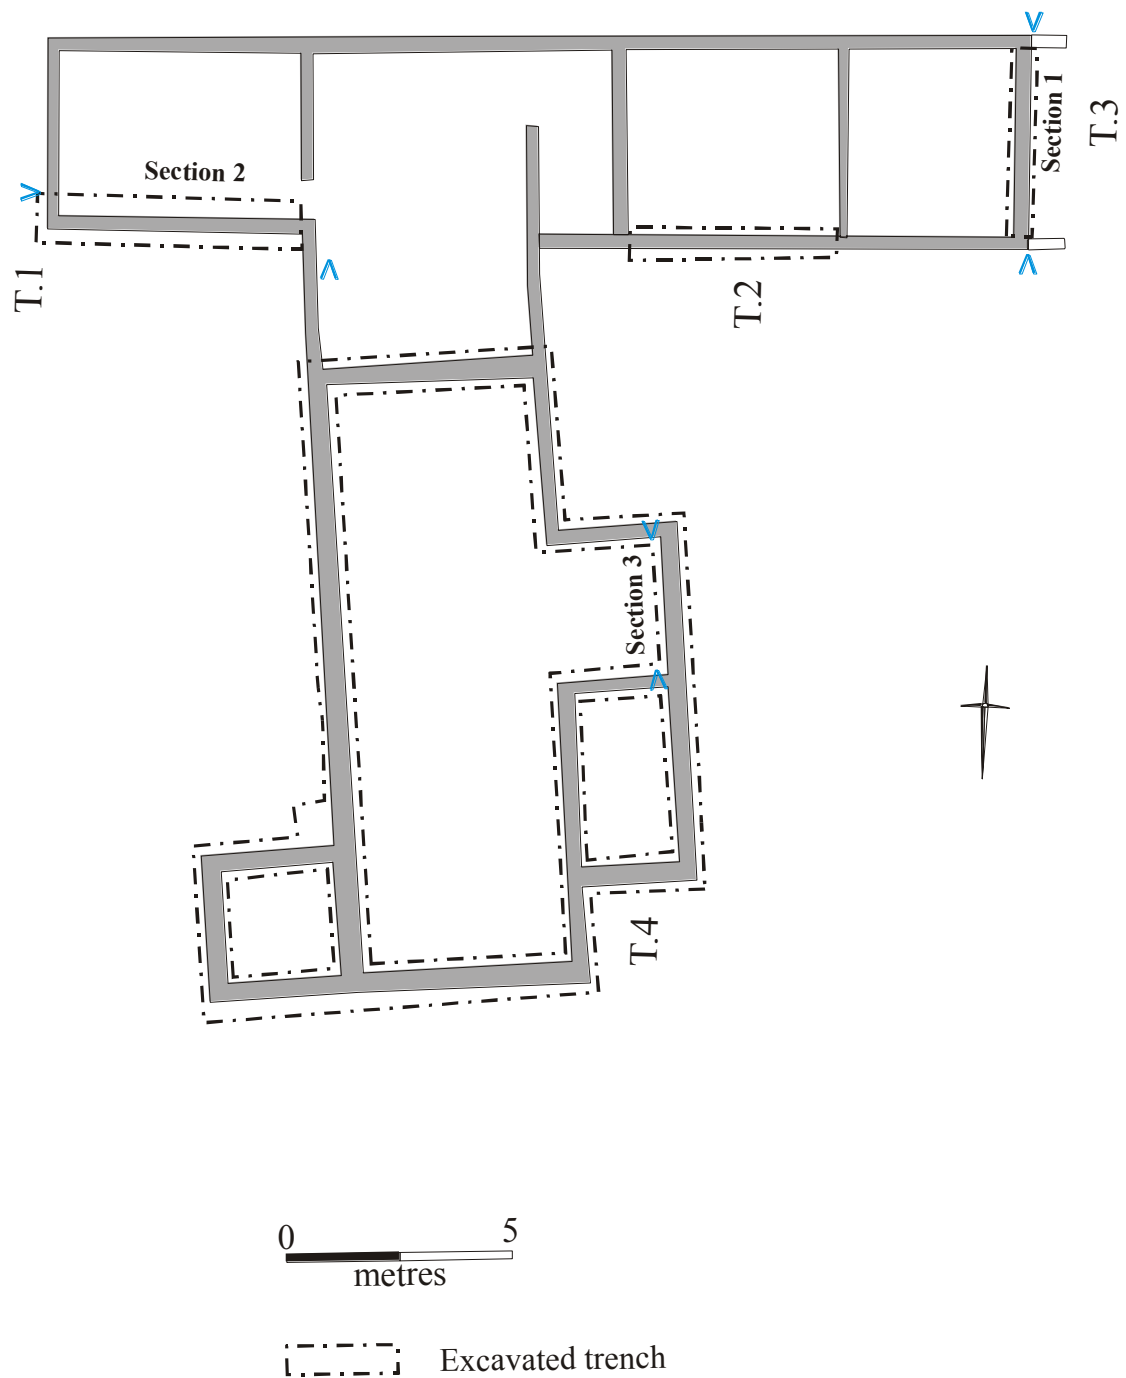 Section 1
T.3
Section 2
T.1
T.2
Section 3
T.4
0 5
metres
Excavated trench